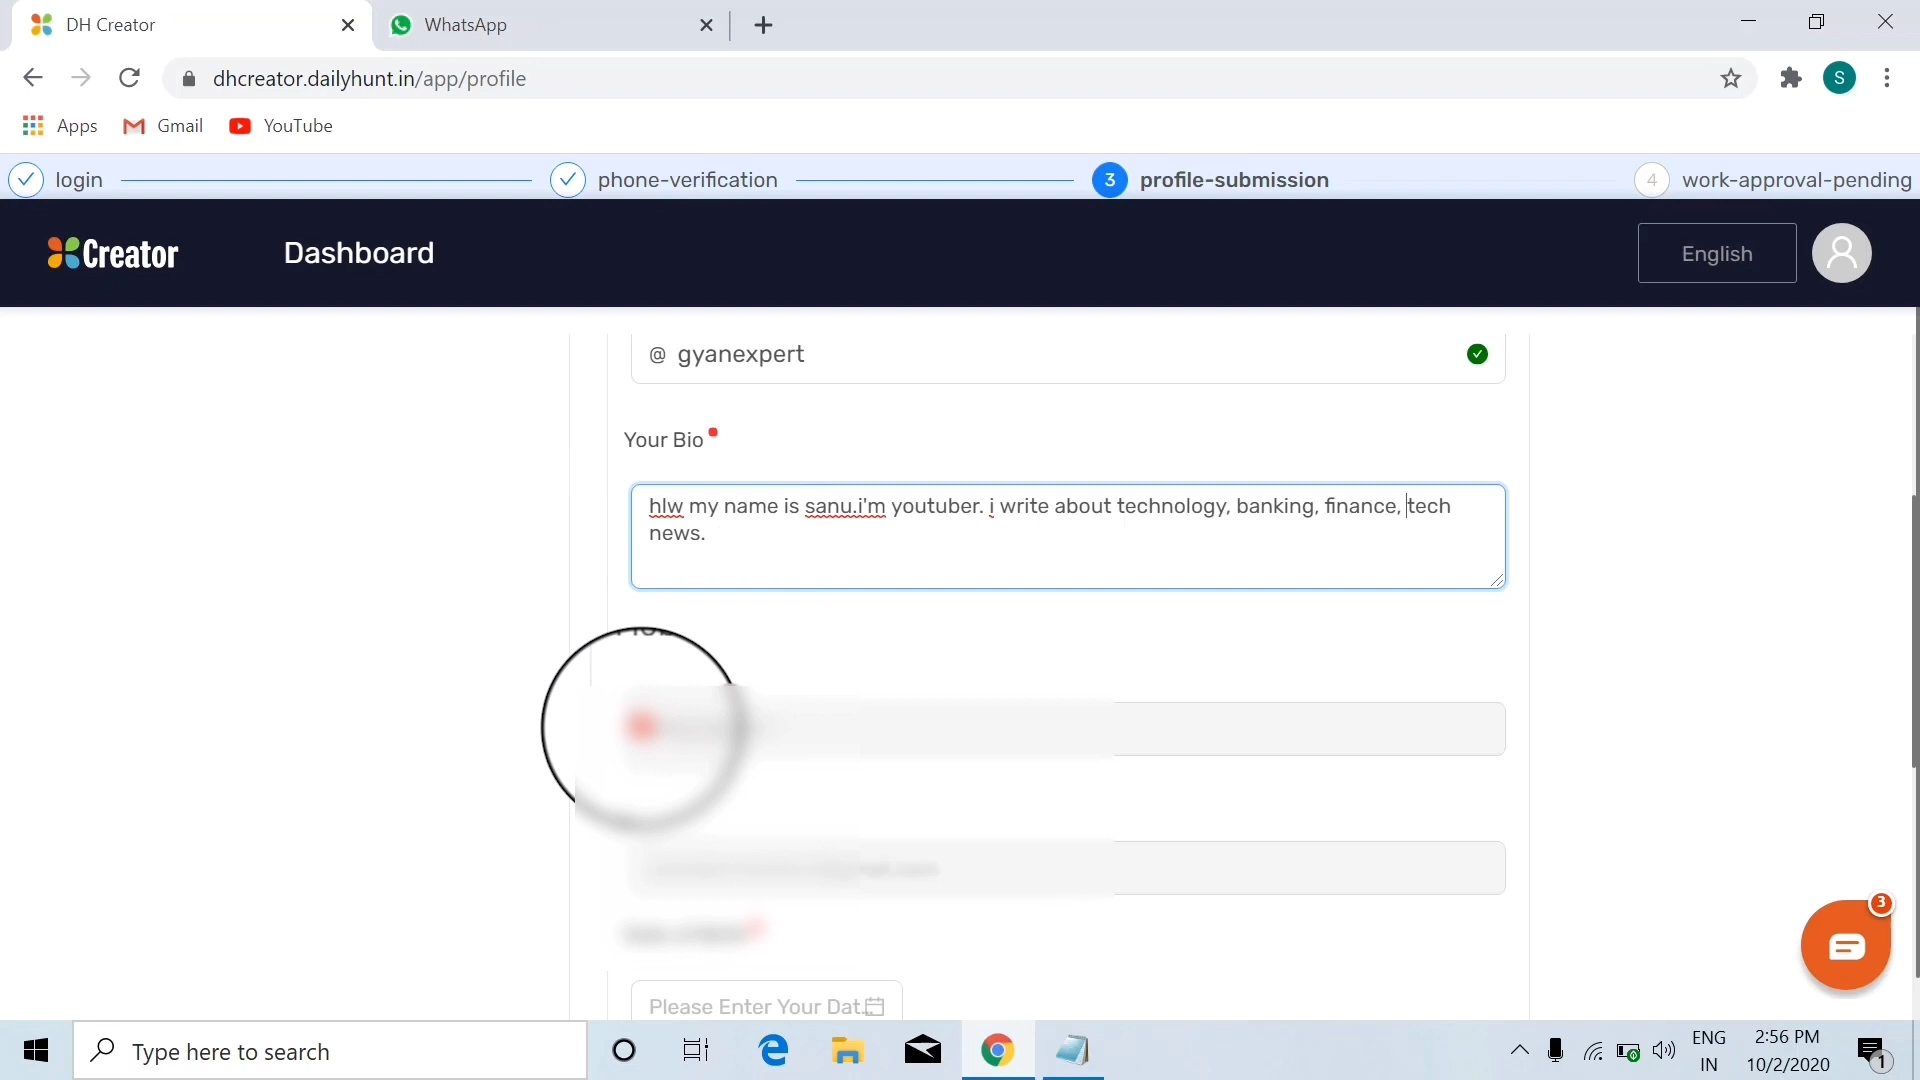 DH Creator
WhatsApp
dhcreator.dailyhunt.in/app/profile
S
Apps
Gmail
YouTube
login
phone-verification
3 profile-submission
4 work-approval-pending
Creator
Dashboard
English
@ gyanexpert
Your Bio
hlw my name is sanu.i'm youtuber. i write about technology, banking, finance, tech
news.
3
Please Enter Your Dat...
Type here to search
ENG
IN
2:56 PM
10/2/2020
1